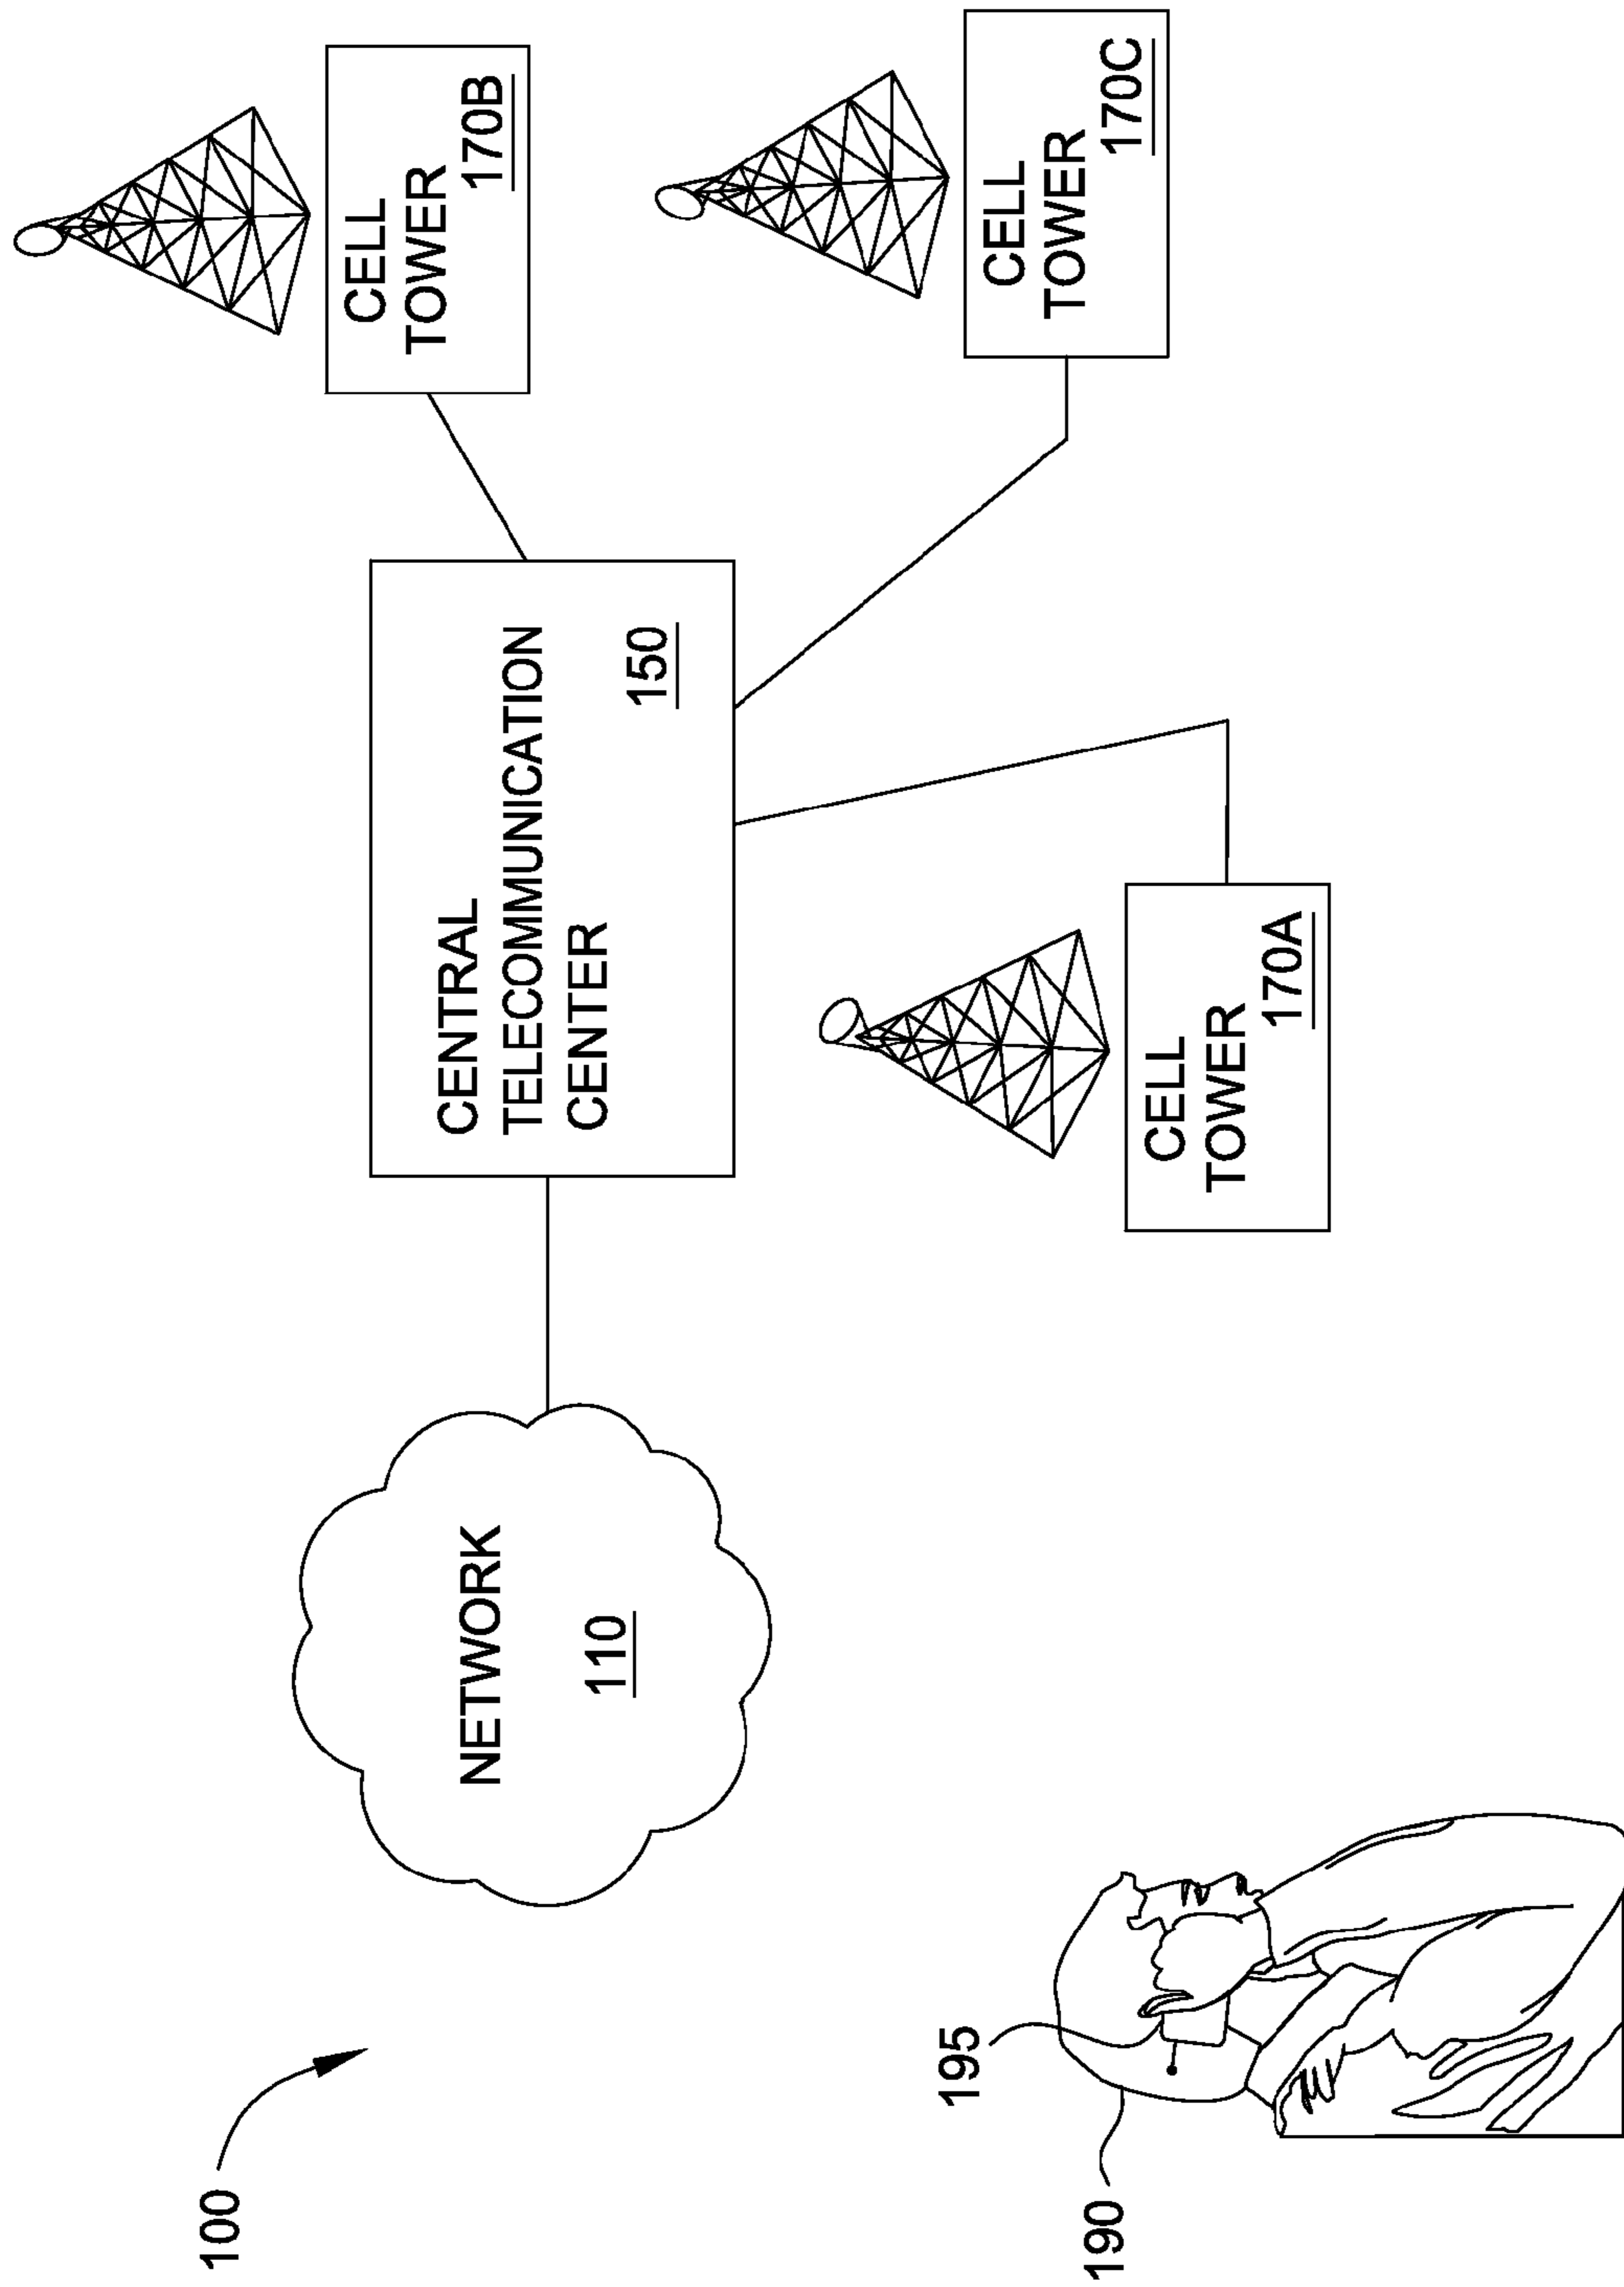 100
NETWORK
110
CENTRAL
TELECOMMUNICATION
CENTER
150
CELL
TOWER
170B
CELL
TOWER
170C
CELL
TOWER
170A
195
190